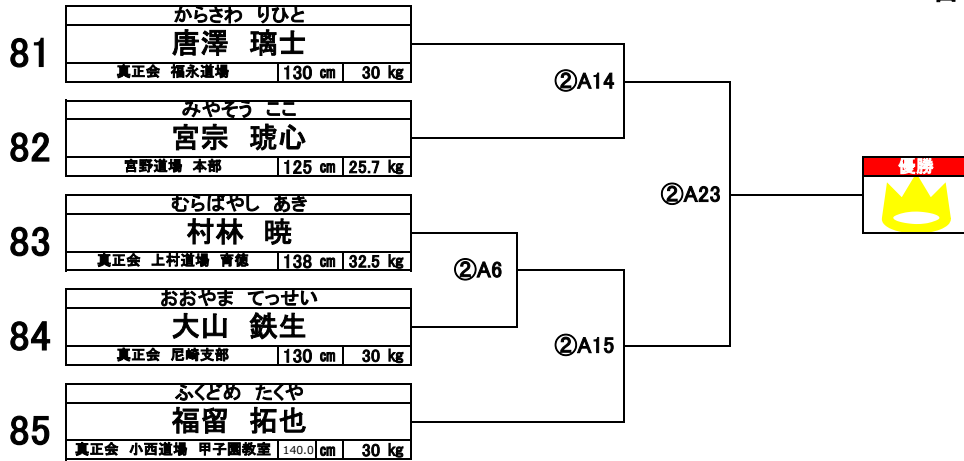 からさわ りひと
81 唐澤 璃士
真正会 福永道場 130 cm 30 kg
②A14
みやそう ここ
82 宮宗 琥心
宮野道場 本部 125 cm 25.7 kg
②A23
優勝
むらばやし あき
83 村林 暁
真正会 上村道場 青徳 138 cm 32.5 kg
②A6
おおやま てっせい
84 大山 鉄生
真正会 尼崎支部 130 cm 30 kg
②A15
ふくどめ たくや
85 福留 拓也
真正会 小西道場 甲子園教室 140.0 cm 30 kg